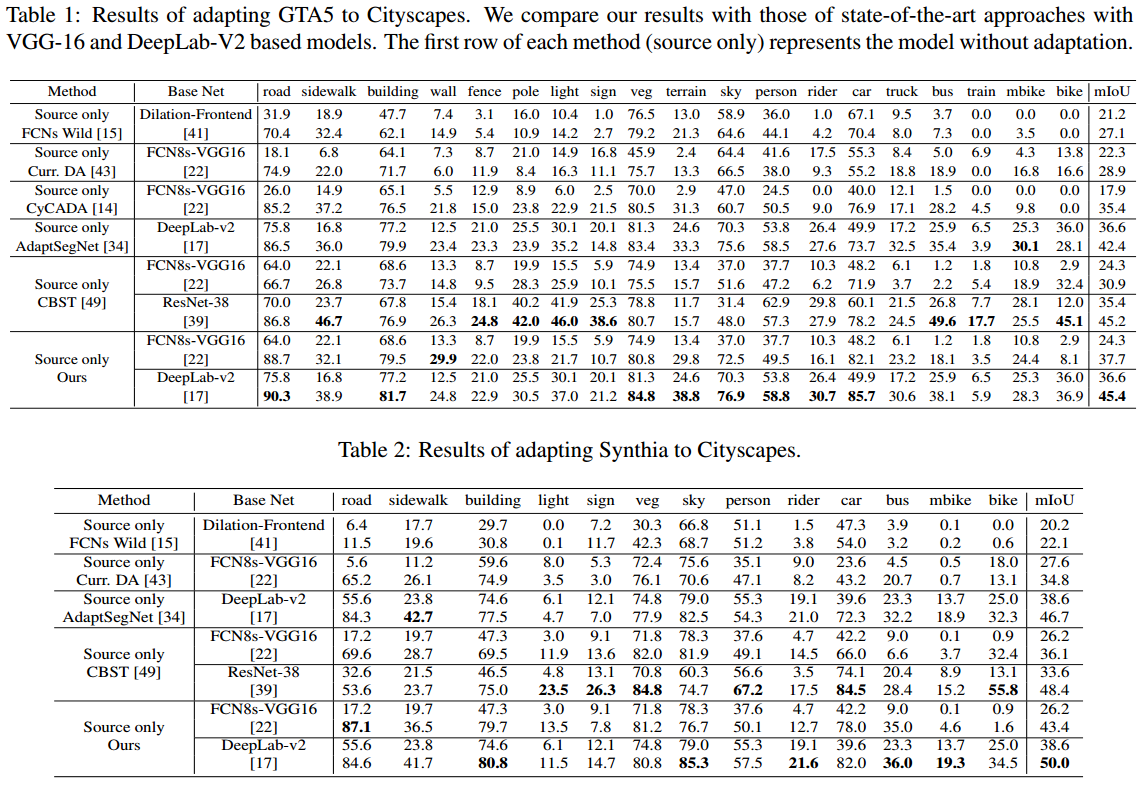 Table 1: Results of adapting GTA5 to Cityscapes. We compare our results with those of state-of-the-art approaches with
VGG-16 and DeepLab-V2 based models. The first row of each method (source only) represents the model without adaptation.
Method Base Net road sidewalk building wall fence pole light sign veg terrain sky person rider car truck bus train mbike bike mIoU
Source only Dilation-Frontend 31.9 18.9 47.7 7.4 3.1 16.0 10.4 1.0 76.5 13.0 58.9 36.0 1.0 67.1 9.5 3.7 0.0 0.0 0.0 21.2
FCNs Wild [15] [41] 70.4 32.4 62.1 14.9 5.4 10.9 14.2 2.7 79.2 21.3 64.6 44.1 4.2 70.4 8.0 7.3 0.0 3.5 0.0 27.1
Source only FCN8s-VGG16 18.1 6.8 64.1 7.3 8.7 21.0 14.9 16.8 45.9 2.4 64.4 41.6 17.5 55.3 8.4 5.0 6.9 4.3 13.8 22.3
Curr. DA [43] [22] 74.9 22.0 71.7 6.0 11.9 8.4 16.3 11.1 75.7 13.3 66.5 38.0 9.3 55.2 18.8 18.9 0.0 16.8 16.6 28.9
Source only FCN8s-VGG16 26.0 14.9 65.1 5.5 12.9 8.9 6.0 2.5 70.0 2.9 47.0 24.5 0.0 40.0 12.1 1.5 0.0 0.0 0.0 17.9
CyCADA [14] [22] 85.2 37.2 76.5 21.8 15.0 23.8 22.9 21.5 80.5 31.3 60.7 50.5 9.0 76.9 17.1 28.2 4.5 9.8 0.0 35.4
Source only DeepLab-v2 75.8 16.8 77.2 12.5 21.0 25.5 30.1 20.1 81.3 24.6 70.3 53.8 26.4 49.9 17.2 25.9 6.5 25.3 36.0 36.6
AdaptSegNet [34] [17] 86.5 36.0 79.9 23.4 23.3 23.9 35.2 14.8 83.4 33.3 75.6 58.5 27.6 73.7 32.5 35.4 3.9 30.1 28.1 42.4
FCN8s-VGG16 64.0 22.1 68.6 13.3 8.7 19.9 15.5 5.9 74.9 13.4 37.0 37.7 10.3 48.2 6.1 1.2 1.8 10.8 2.9 24.3
Source only [22] 66.7 26.8 73.7 14.8 9.5 28.3 25.9 10.1 75.5 15.7 51.6 47.2 6.2 71.9 3.7 2.2 5.4 18.9 32.4 30.9
CBST [49] ResNet-38 70.0 23.7 67.8 15.4 18.1 40.2 41.9 25.3 78.8 11.7 31.4 62.9 29.8 60.1 21.5 26.8 7.7 28.1 12.0 35.4
[39] 86.8 46.7 76.9 26.3 24.8 42.0 46.0 38.6 80.7 15.7 48.0 57.3 27.9 78.2 24.5 49.6 17.7 25.5 45.1 45.2
FCN8s-VGG16 64.0 22.1 68.6 13.3 8.7 19.9 15.5 5.9 74.9 13.4 37.0 37.7 10.3 48.2 6.1 1.2 1.8 10.8 2.9 24.3
Source only [22] 88.7 32.1 79.5 29.9 22.0 23.8 21.7 10.7 80.8 29.8 72.5 49.5 16.1 82.1 23.2 18.1 3.5 24.4 8.1 37.7
Ours DeepLab-v2 75.8 16.8 77.2 12.5 21.0 25.5 30.1 20.1 81.3 24.6 70.3 53.8 26.4 49.9 17.2 25.9 6.5 25.3 36.0 36.6
[17] 90.3 38.9 81.7 24.8 22.9 30.5 37.0 21.2 84.8 38.8 76.9 58.8 30.7 85.7 30.6 38.1 5.9 28.3 36.9 45.4
Table 2: Results of adapting Synthia to Cityscapes.
Method Base Net road sidewalk building light sign veg sky person rider car bus mbike bike mIoU
Source only Dilation-Frontend 6.4 17.7 29.7 0.0 7.2 30.3 66.8 51.1 1.5 47.3 3.9 0.1 0.0 20.2
FCNs Wild [15] [41] 11.5 19.6 30.8 0.1 11.7 42.3 68.7 51.2 3.8 54.0 3.2 0.2 0.6 22.1
Source only FCN8s-VGG16 5.6 11.2 59.6 8.0 5.3 72.4 75.6 35.1 9.0 23.6 4.5 0.5 18.0 27.6
Curr. DA [43] [22] 65.2 26.1 74.9 3.5 3.0 76.1 70.6 47.1 8.2 43.2 20.7 0.7 13.1 34.8
Source only DeepLab-v2 55.6 23.8 74.6 6.1 12.1 74.8 79.0 55.3 19.1 39.6 23.3 13.7 25.0 38.6
AdaptSegNet [34] [17] 84.3 42.7 77.5 4.7 7.0 77.9 82.5 54.3 21.0 72.3 32.2 18.9 32.3 46.7
FCN8s-VGG16 17.2 19.7 47.3 3.0 9.1 71.8 78.3 37.6 4.7 42.2 9.0 0.1 0.9 26.2
Source only [22] 69.6 28.7 69.5 11.9 13.6 82.0 81.9 49.1 14.5 66.0 6.6 3.7 32.4 36.1
CBST [49] ResNet-38 32.6 21.5 46.5 4.8 13.1 70.8 60.3 56.6 3.5 74.1 20.4 8.9 13.1 33.6
[39] 53.6 23.7 75.0 23.5 26.3 84.8 74.7 67.2 17.5 84.5 28.4 15.2 55.8 48.4
FCN8s-VGG16 17.2 19.7 47.3 3.0 9.1 71.8 78.3 37.6 4.7 42.2 9.0 0.1 0.9 26.2
Source only [22] 87.1 36.5 79.7 13.5 7.8 81.2 76.7 50.1 12.7 78.0 35.0 4.6 1.6 43.4
Ours DeepLab-v2 55.6 23.8 74.6 6.1 12.1 74.8 79.0 55.3 19.1 39.6 23.3 13.7 25.0 38.6
[17] 84.6 41.7 80.8 11.5 14.7 80.8 85.3 57.5 21.6 82.0 36.0 19.3 34.5 50.0